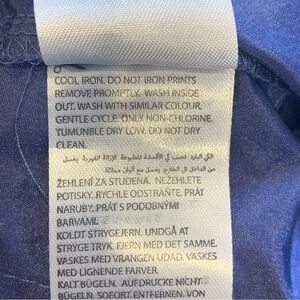 COOL IRON. DO NOT IRON PRINTS
REMOVE PROMPTLY. WASH INSIDE
OUT. WASH WITH SIMILAR COLOUR.
GENTLE CYCLE. ONLY NON-CHLORINE.
TUMUNBLE DRY LOW. DO NOT DRY
CLEAN.
ŽEHLENÍ ZA STUDENA. NEŽEHLETE
POTISKY. RYCHLE ODSTRAŇTE. PRÁT
NARUBY. PRÁT S PODOBNÝMI
BARVAMI.
KOLDT STRYGEJERN. UNDGÅ AT
STRYGE TRYK. FJERN MED DET SAMME.
VASKES MED VRANGEN UDAD. VASKES
MED LIGNENDE FARVER.
KALT BÜGELN. AUFDRUCKE NICHT
BÜGELN. SOFORT ENTFERNEN. VON